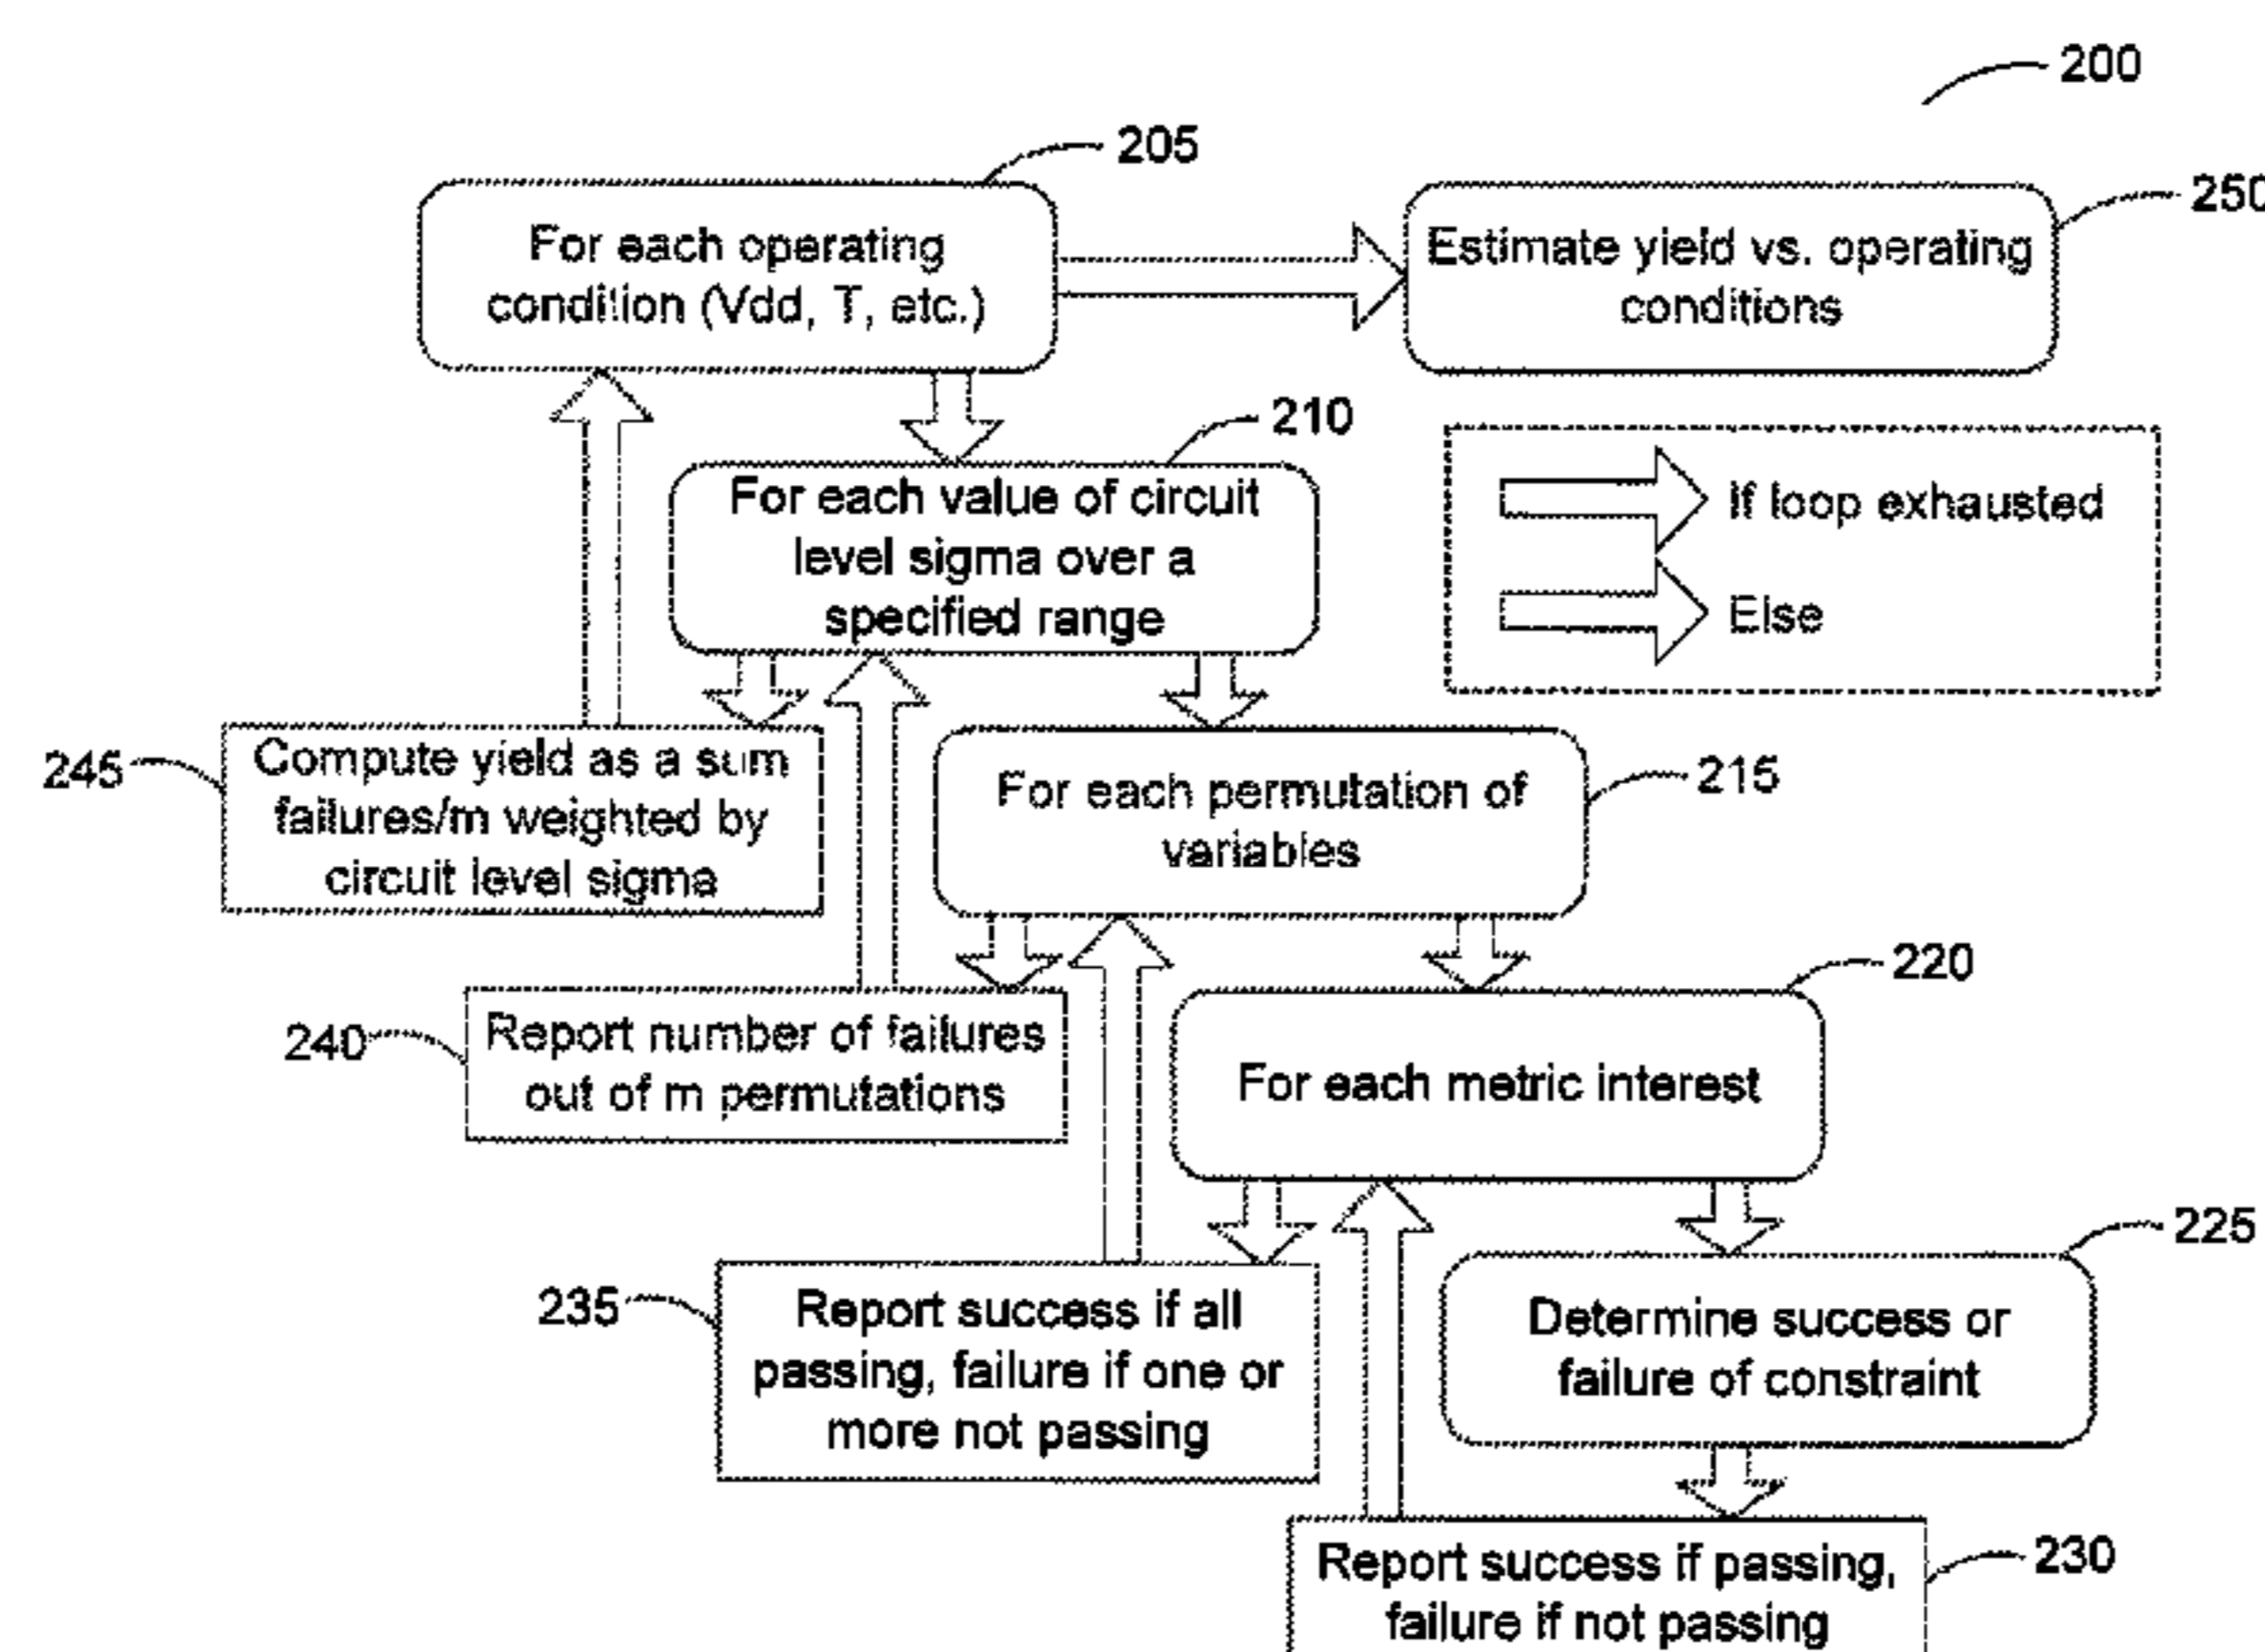 200
205
For each operating
condition (Vdd, T, etc.)
250
Estimate yield vs. operating
conditions
210
For each value of circuit
level sigma over a
specified range
If loop exhausted
Else
245
Compute yield as a sum
failures/m weighted by
circuit level sigma
215
For each permutation of
variables
240
Report number of failures
out of m permutations
220
For each metric interest
235
Report success if all
passing, failure if one or
more not passing
225
Determine success or
failure of constraint
230
Report success if passing,
failure if not passing